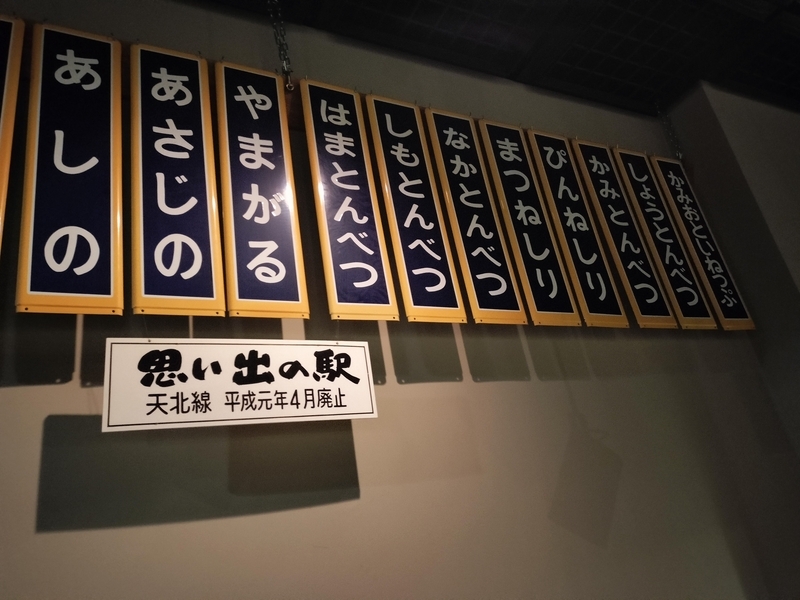 あしの
あさじの
やまがる
はまとんべつ
しもとんべつ
なかとんべつ
まつねしり
ぴんねしり
かみとんべつ
しょうとんべつ
かみおといねっぷ
思い出の駅
天北線 平成元年4月廃止